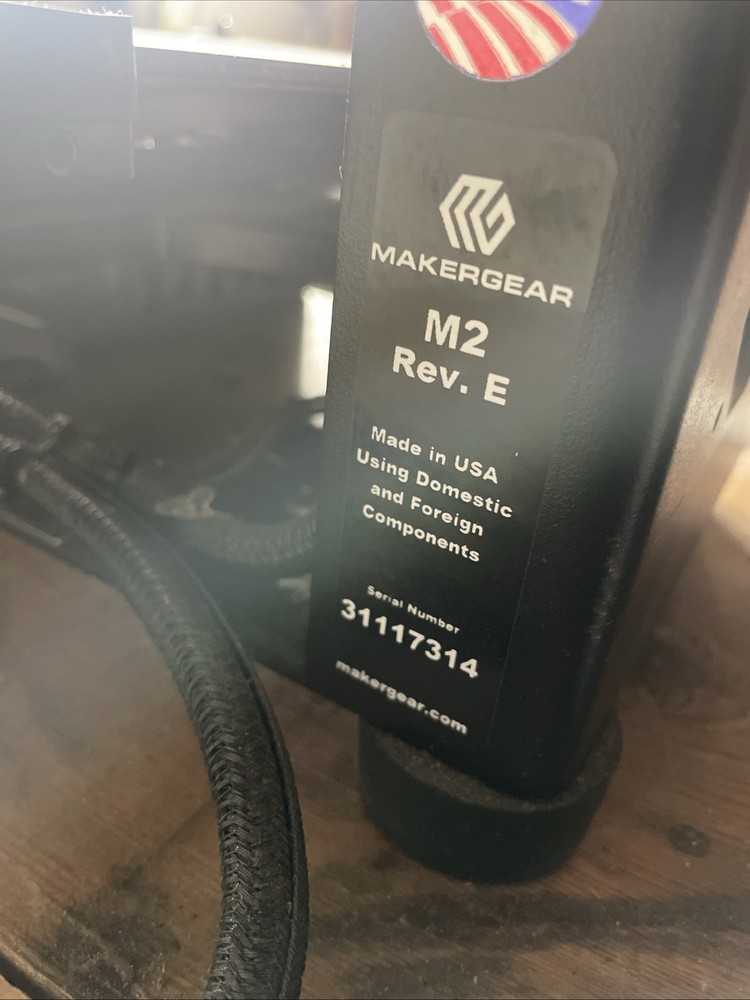 MAKERGEAR
M2
Rev. E
Made in USA
Using Domestic
and Foreign
Components
Serial Number
31117314
makergear.com